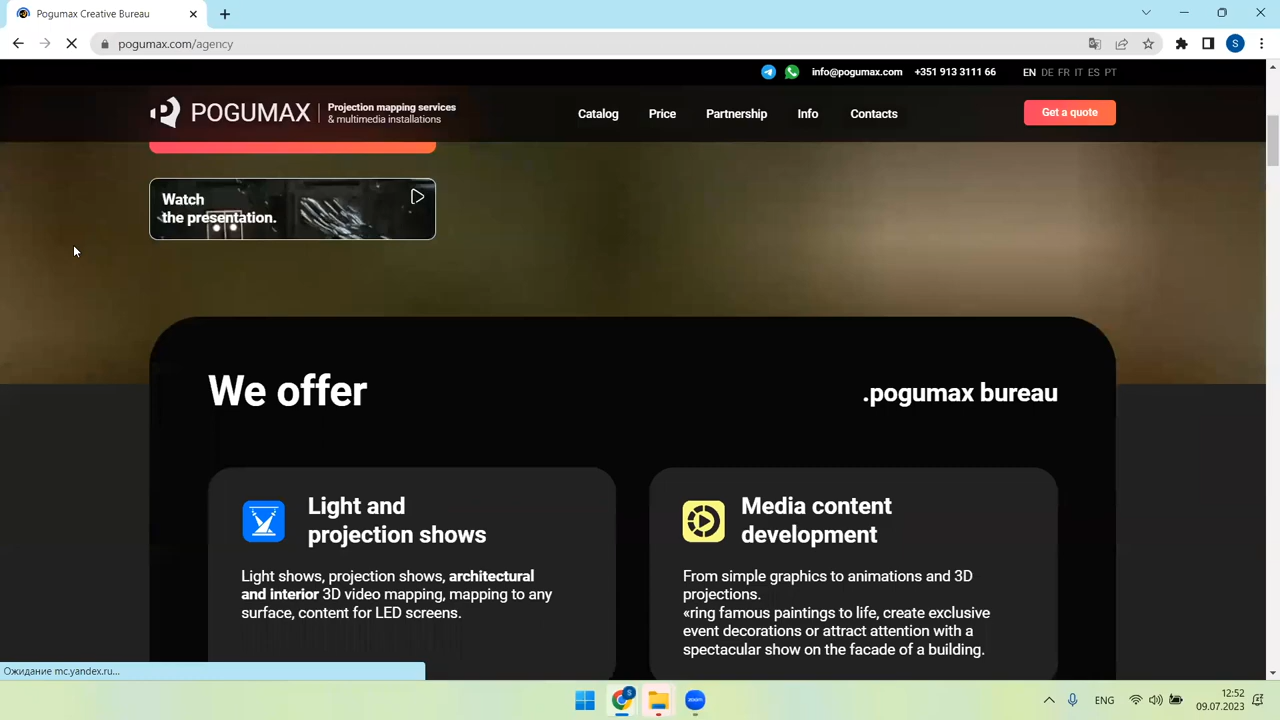 Pogumax Creative Bureau
pogumax.com/agency
S
info@pogumax.com +351 913 3111 66 EN DE FR IT ES PT
POGUMAX
Projection mapping services
& multimedia installations
Catalog Price Partnership Info Contacts
Get a quote
Watch
the presentation.
We offer
.pogumax bureau
Light and
projection shows
Light shows, projection shows, architectural
and interior 3D video mapping, mapping to any
surface, content for LED screens.
Media content
development
From simple graphics to animations and 3D
projections.
«ring famous paintings to life, create exclusive
event decorations or attract attention with a
spectacular show on the facade of a building.
Ожидание mc.yandex.ru...
S
zoom
ENG
12:52
09.07.2023